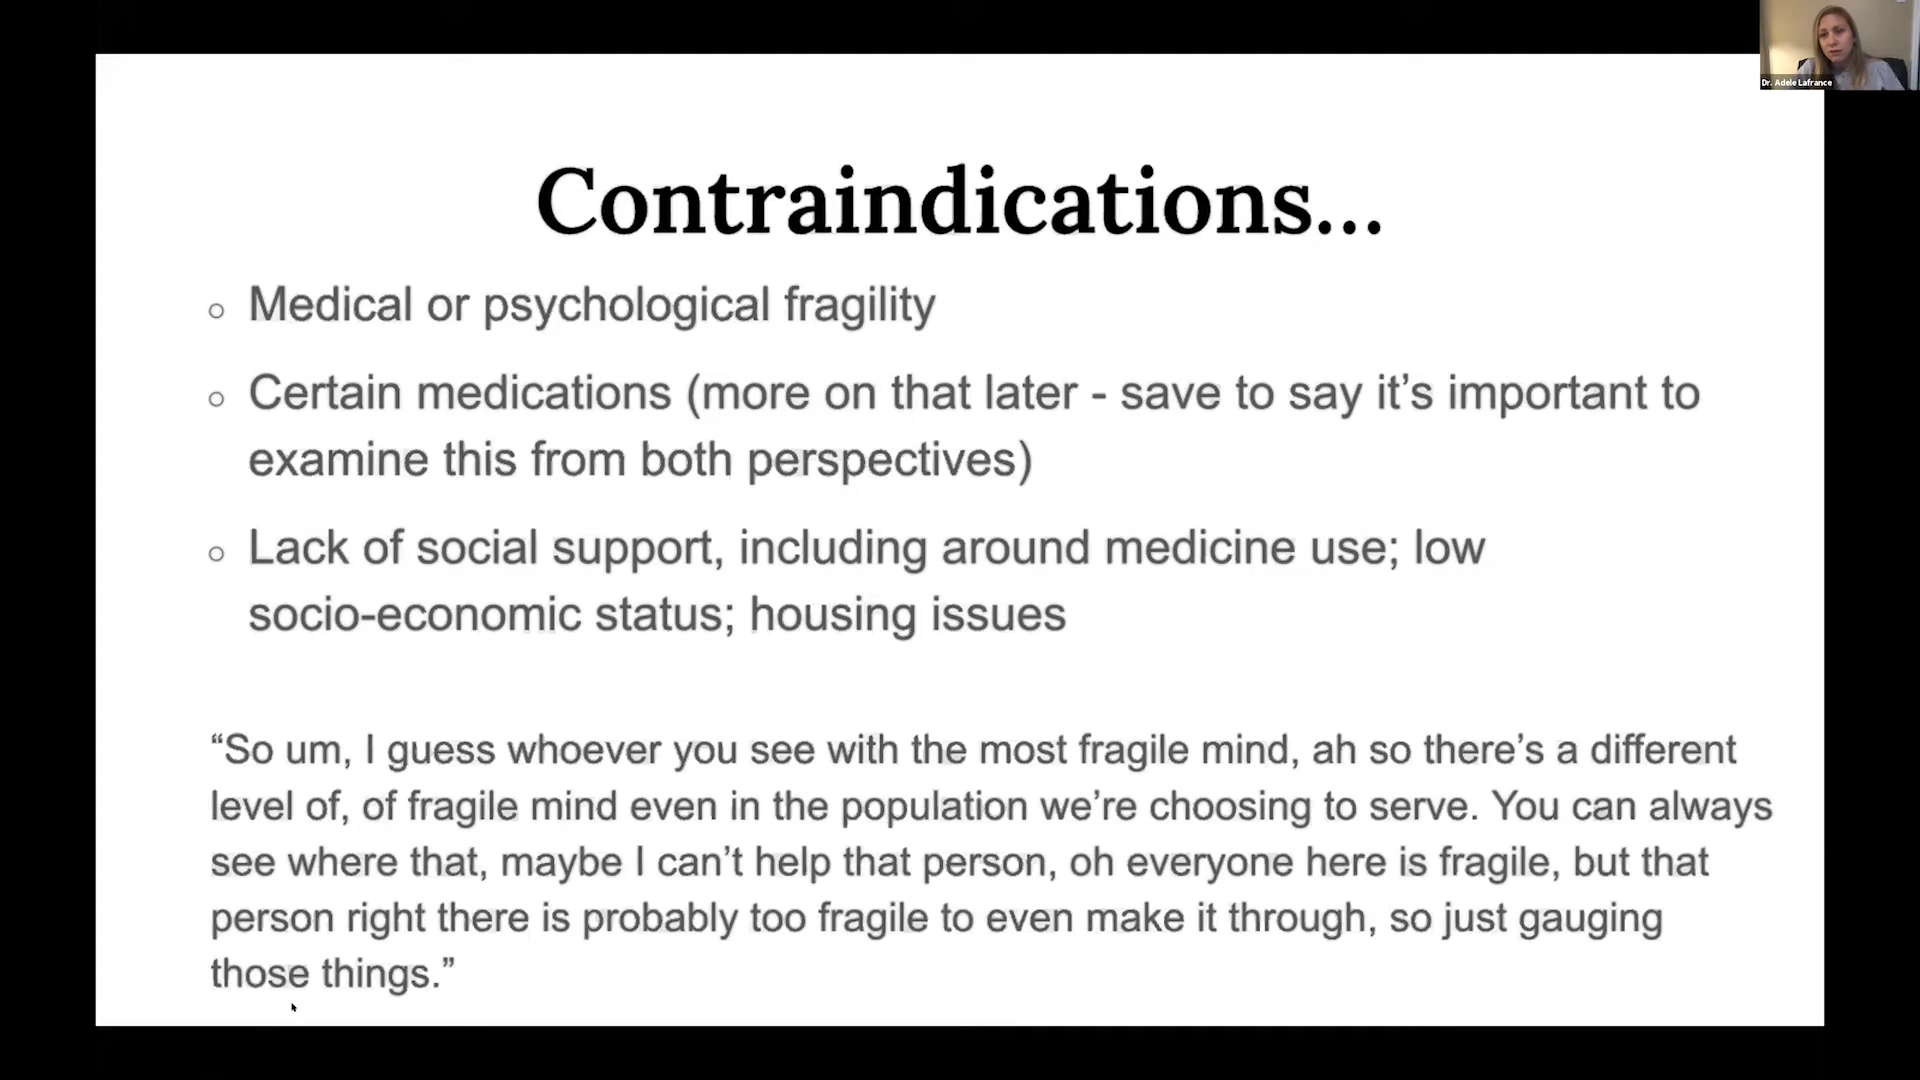 Dr. Adele Lafrance
Contraindications...
○ Medical or psychological fragility
○ Certain medications (more on that later - save to say it’s important to
examine this from both perspectives)
○ Lack of social support, including around medicine use; low
socio-economic status; housing issues
“So um, I guess whoever you see with the most fragile mind, ah so there’s a different
level of, of fragile mind even in the population we’re choosing to serve. You can always
see where that, maybe I can’t help that person, oh everyone here is fragile, but that
person right there is probably too fragile to even make it through, so just gauging
those things.”